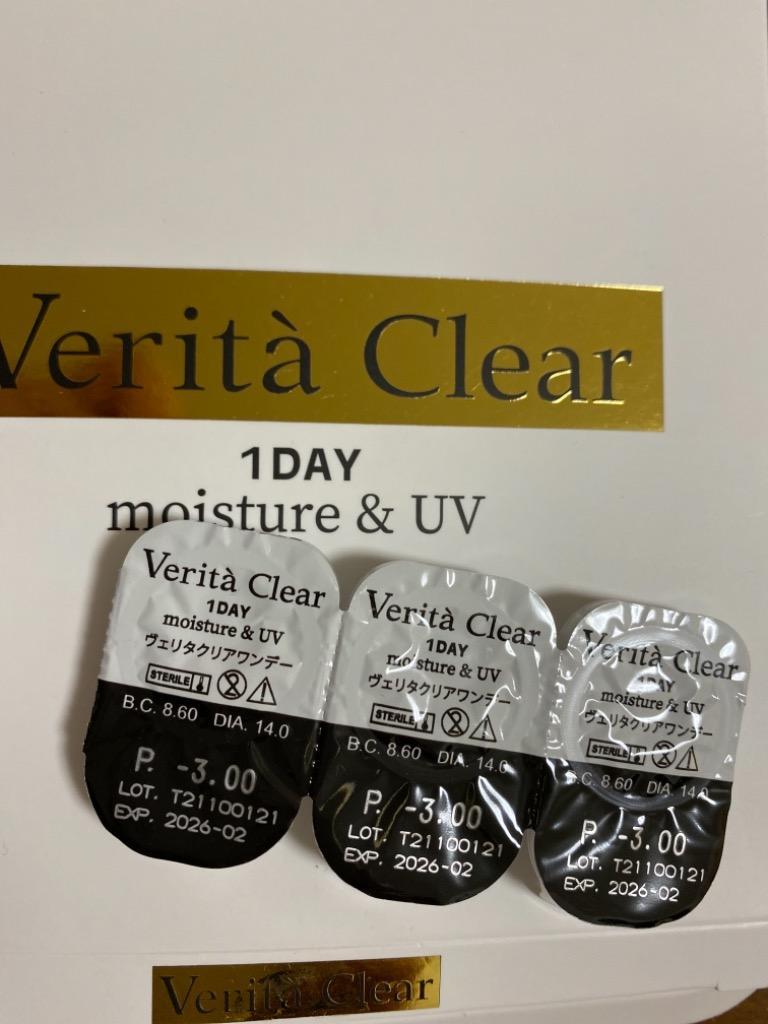 Verità Clear
1DAY
moisture & UV
Verità Clear
1DAY
moisture & UV
ヴェリタクリアワンデー
STERILE
B.C. 8.60 DIA. 14.0
P. -3.00
LOT. T21100121
EXP. 2026-02
Verità Clear
1DAY
moisture & UV
ヴェリタクリアワンデー
STERILE
B.C. 8.60 DIA. 14.0
P. -3.00
LOT. T21100121
EXP. 2026-02
Verità Clear
1DAY
moisture & UV
ヴェリタクリアワンデー
STERILE
B.C. 8.60 DIA. 14.0
P. -3.00
LOT. T21100121
EXP. 2026-02
Verità Clear